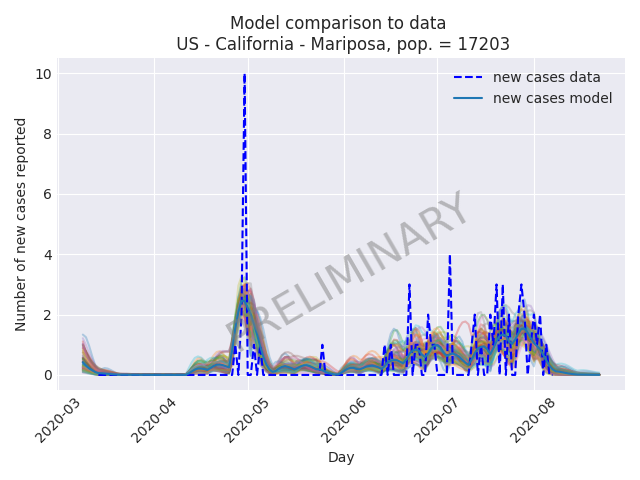 Model comparison to data
US - California - Mariposa, pop. = 17203
new cases data
new cases model
Number of new cases reported
10
8
6
4
2
0
PRELIMINARY
2020-03
2020-04
2020-05
2020-06
2020-07
2020-08
Day